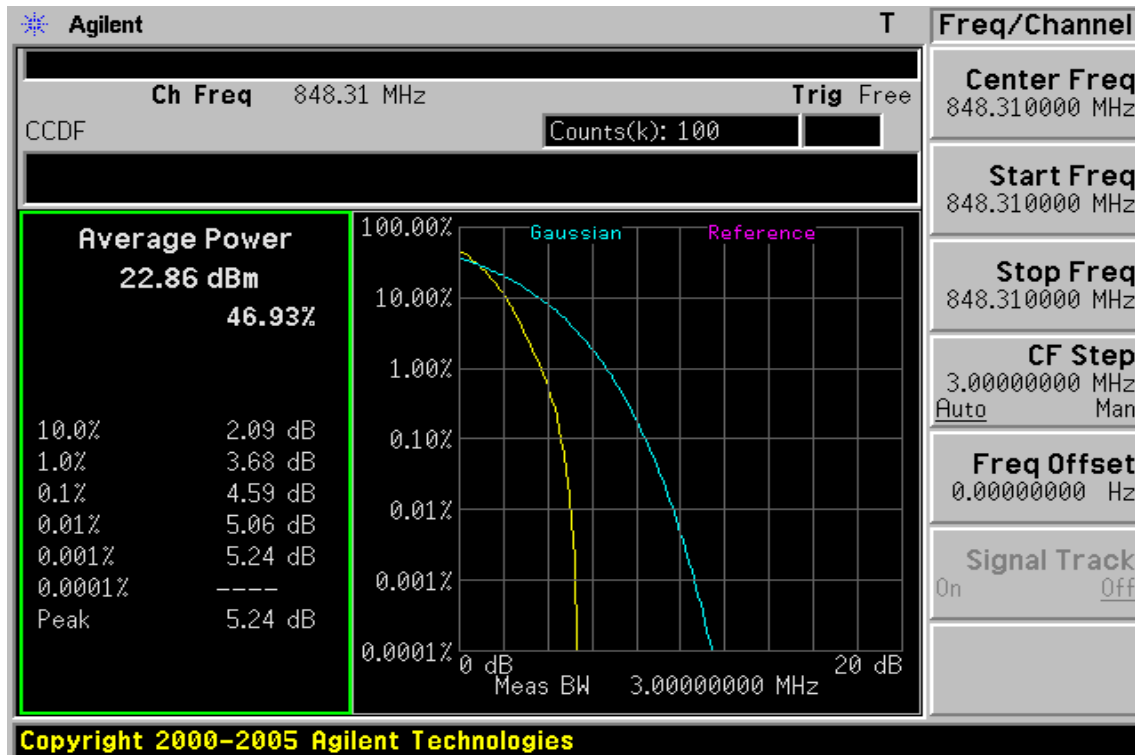 Agilent T Freq/Channel
Ch Freq 848.31 MHz Trig Free
CCDF Counts(k): 100
Average Power
22.86 dBm
46.93%
10.0% 2.09 dB
1.0% 3.68 dB
0.1% 4.59 dB
0.01% 5.06 dB
0.001% 5.24 dB
0.0001% ----
Peak 5.24 dB
Gaussian Reference
100.00%
10.00%
1.00%
0.10%
0.01%
0.001%
0.0001%
0 dB 20 dB
Meas BW 3.00000000 MHz
Center Freq
848.310000 MHz
Start Freq
848.310000 MHz
Stop Freq
848.310000 MHz
CF Step
3.00000000 MHz
Auto Man
Freq Offset
0.00000000 Hz
Signal Track
On Off
Copyright 2000-2005 Agilent Technologies